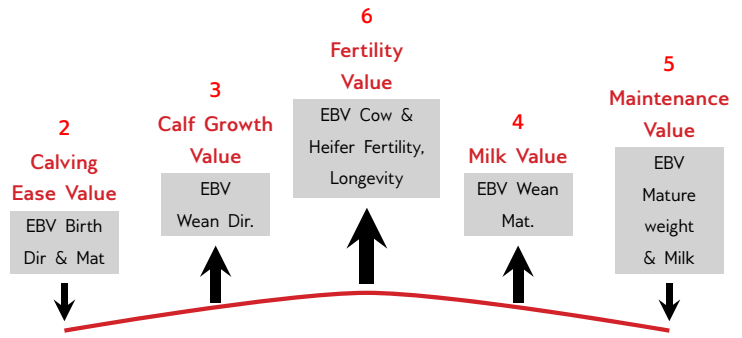 2
Calving
Ease Value
EBV Birth
Dir & Mat
3
Calf Growth
Value
EBV
Wean Dir.
6
Fertility
Value
EBV Cow &
Heifer Fertility,
Longevity
4
Milk Value
EBV Wean
Mat.
5
Maintenance
Value
EBV
Mature
weight
& Milk